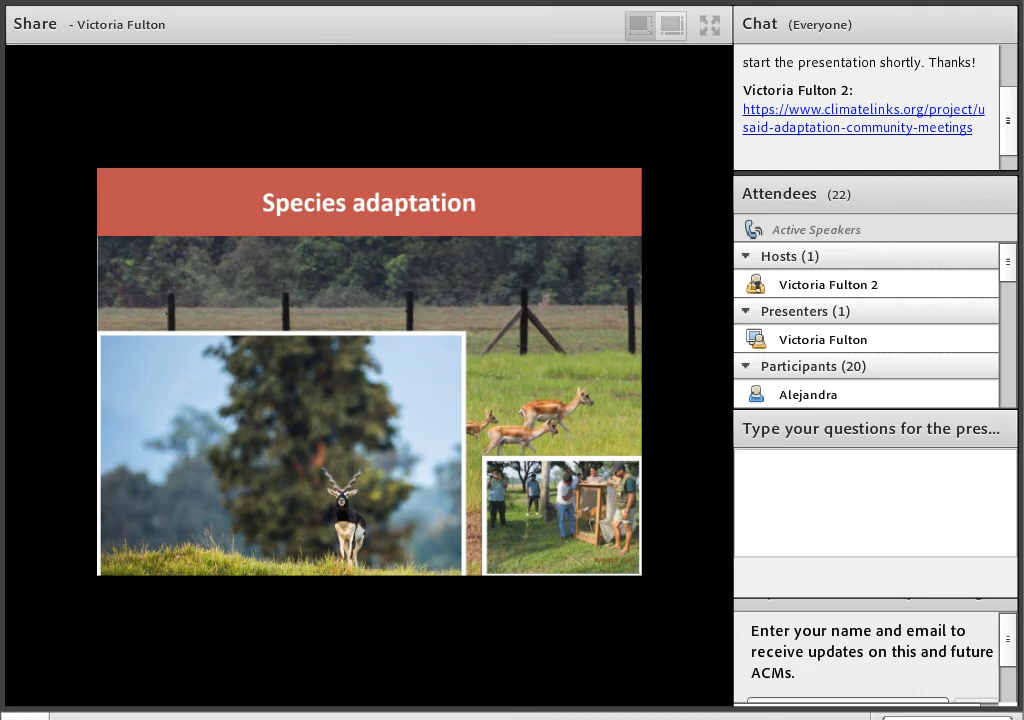 Share - Victoria Fulton
Species adaptation
Chat (Everyone)
start the presentation shortly. Thanks!
Victoria Fulton 2:
https://www.climatelinks.org/project/u
said-adaptation-community-meetings
Attendees (22)
Active Speakers
Hosts (1)
Victoria Fulton 2
Presenters (1)
Victoria Fulton
Participants (20)
Alejandra
Type your questions for the pres...
Enter your name and email to
receive updates on this and future
ACMs.